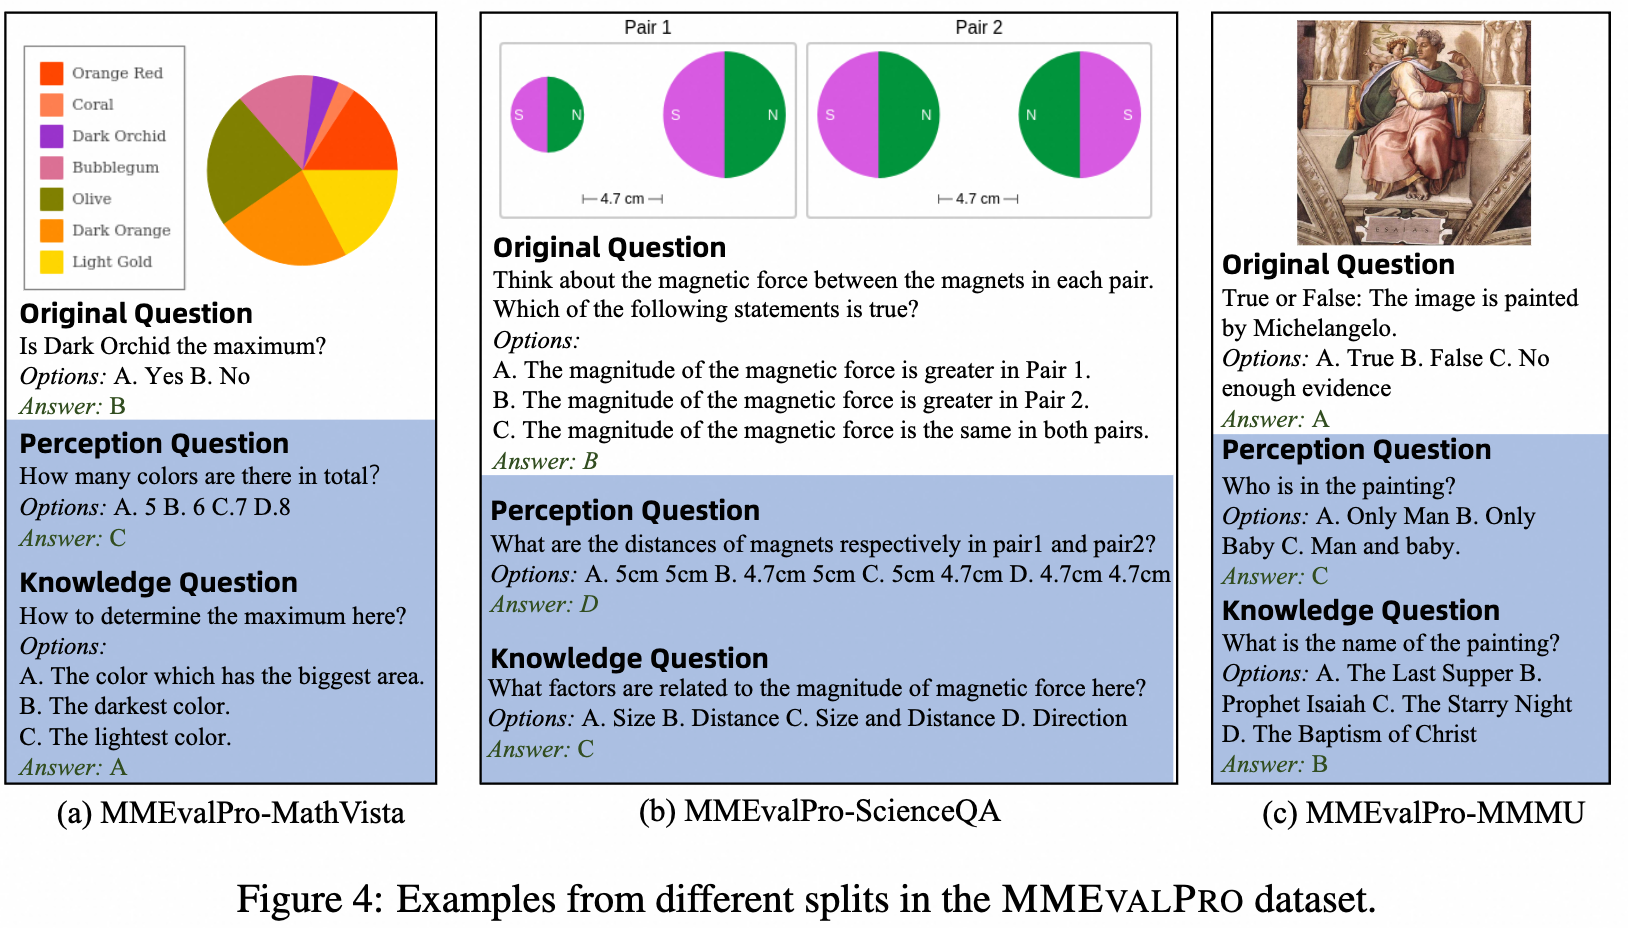 Orange Red
Coral
Dark Orchid
Bubblegum
Olive
Dark Orange
Light Gold
Original Question
Is Dark Orchid the maximum?
Options: A. Yes B. No
Answer: B
Perception Question
How many colors are there in total?
Options: A. 5 B. 6 C.7 D.8
Answer: C
Knowledge Question
How to determine the maximum here?
Options:
A. The color which has the biggest area.
B. The darkest color.
C. The lightest color.
Answer: A
(a) MMEvalPro-MathVista
Pair 1
Pair 2
S N S N
S N N S
4.7 cm
4.7 cm
Original Question
Think about the magnetic force between the magnets in each pair.
Which of the following statements is true?
Options:
A. The magnitude of the magnetic force is greater in Pair 1.
B. The magnitude of the magnetic force is greater in Pair 2.
C. The magnitude of the magnetic force is the same in both pairs.
Answer: B
Perception Question
What are the distances of magnets respectively in pair1 and pair2?
Options: A. 5cm 5cm B. 4.7cm 5cm C. 5cm 4.7cm D. 4.7cm 4.7cm
Answer: D
Knowledge Question
What factors are related to the magnitude of magnetic force here?
Options: A. Size B. Distance C. Size and Distance D. Direction
Answer: C
(b) MMEvalPro-ScienceQA
Original Question
True or False: The image is painted
by Michelangelo.
Options: A. True B. False C. No
enough evidence
Answer: A
Perception Question
Who is in the painting?
Options: A. Only Man B. Only
Baby C. Man and baby.
Answer: C
Knowledge Question
What is the name of the painting?
Options: A. The Last Supper B.
Prophet Isaiah C. The Starry Night
D. The Baptism of Christ
Answer: B
(c) MMEvalPro-MMMU
Figure 4: Examples from different splits in the MMEVALPRO dataset.